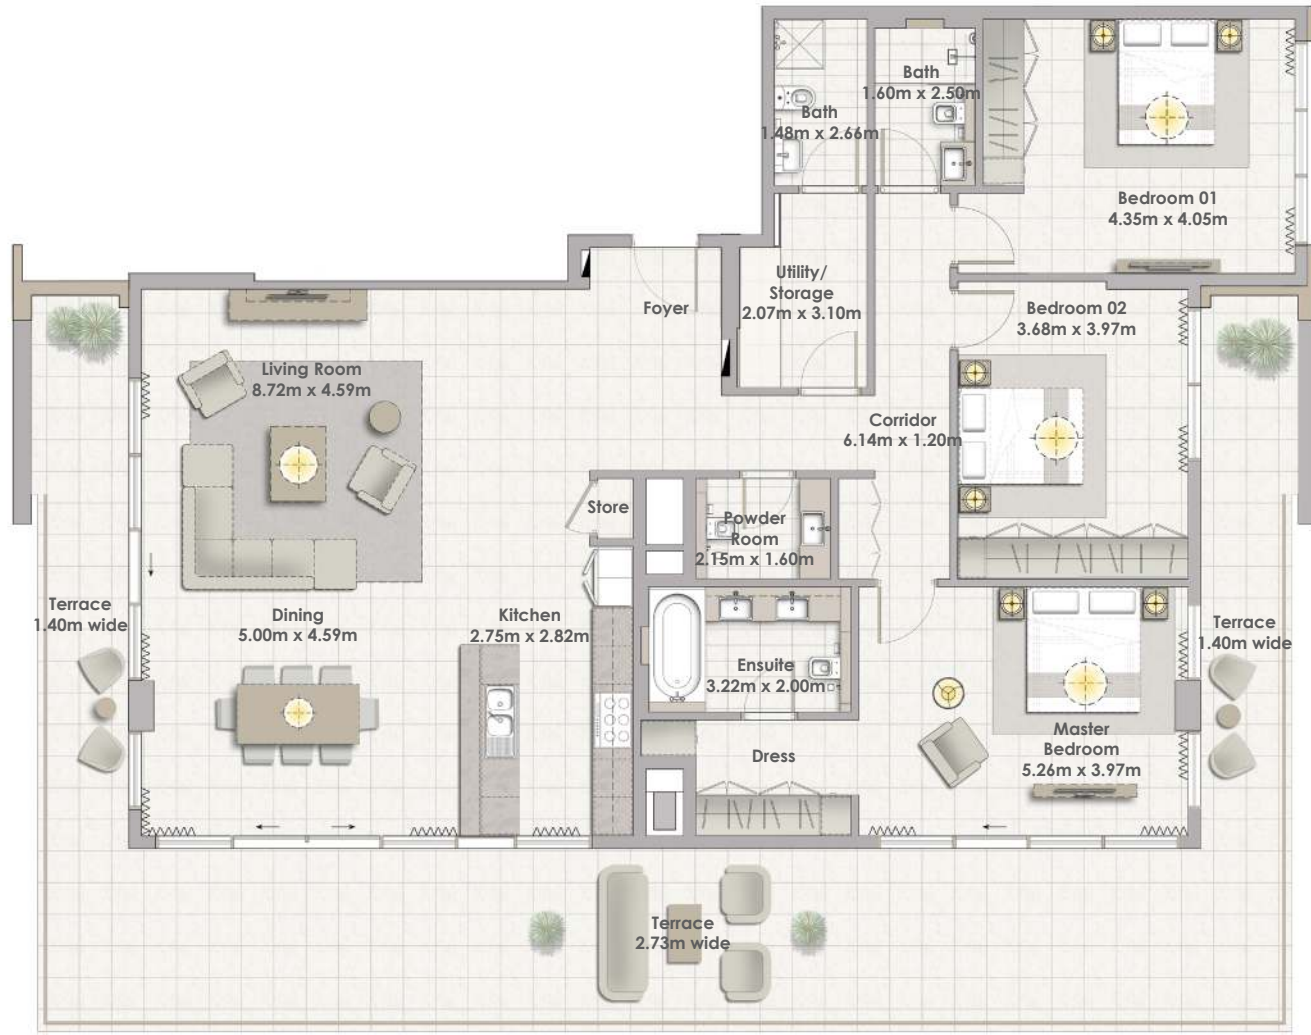 Bath
1.60m x 2.50m
Bath
1.48m x 2.66m
Bedroom 01
4.35m x 4.05m
Utility/
Storage
2.07m x 3.10m
Foyer
Bedroom 02
3.68m x 3.97m
Living Room
8.72m x 4.59m
Corridor
6.14m x 1.20m
Store
Powder
Room
2.15m x 1.60m
Terrace
1.40m wide
Dining
5.00m x 4.59m
Kitchen
2.75m x 2.82m
Ensuite
3.22m x 2.00m
Terrace
1.40m wide
Dress
Master
Bedroom
5.26m x 3.97m
Terrace
2.73m wide